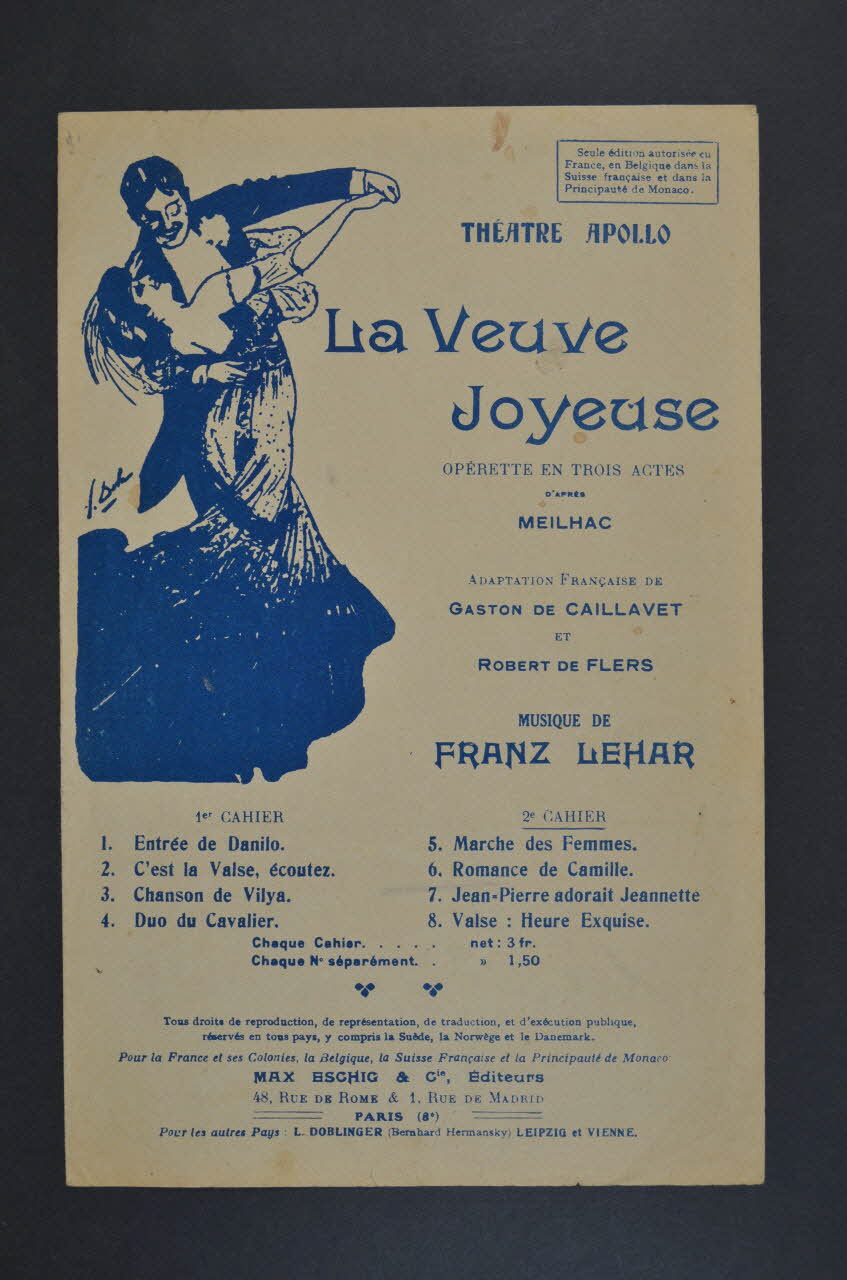 Seule édition autorisée en
France, en Belgique dans la
Suisse française et dans la
Principauté de Monaco.
THÉATRE APOLLO
La Veuve
Joyeuse
OPÉRETTE EN TROIS ACTES
D'APRÈS
MEILHAC
ADAPTATION FRANÇAISE DE
GASTON DE CAILLAVET
ET
ROBERT DE FLERS
MUSIQUE DE
FRANZ LEHAR
1er CAHIER
1. Entrée de Danilo.
2. C'est la Valse, écoutez.
3. Chanson de Vilya.
4. Duo du Cavalier.
2e CAHIER
5. Marche des Femmes.
6. Romance de Camille.
7. Jean-Pierre adorait Jeannette
8. Valse : Heure Exquise.
Chaque Cahier. . . . . net : 3 fr.
Chaque No séparément. . » 1,50
Tous droits de reproduction, de représentation, de traduction, et d'exécution publique,
réservés en tous pays, y compris la Suède, la Norwège et le Danemark.
Pour la France et ses Colonies, la Belgique, la Suisse Française et la Principauté de Monaco
MAX ESCHIG & Cie, Éditeurs
48, RUE DE ROME & 1, RUE DE MADRID
PARIS (8e)
Pour les autres Pays : L. DOBLINGER (Bernhard Hermansky) LEIPZIG et VIENNE.